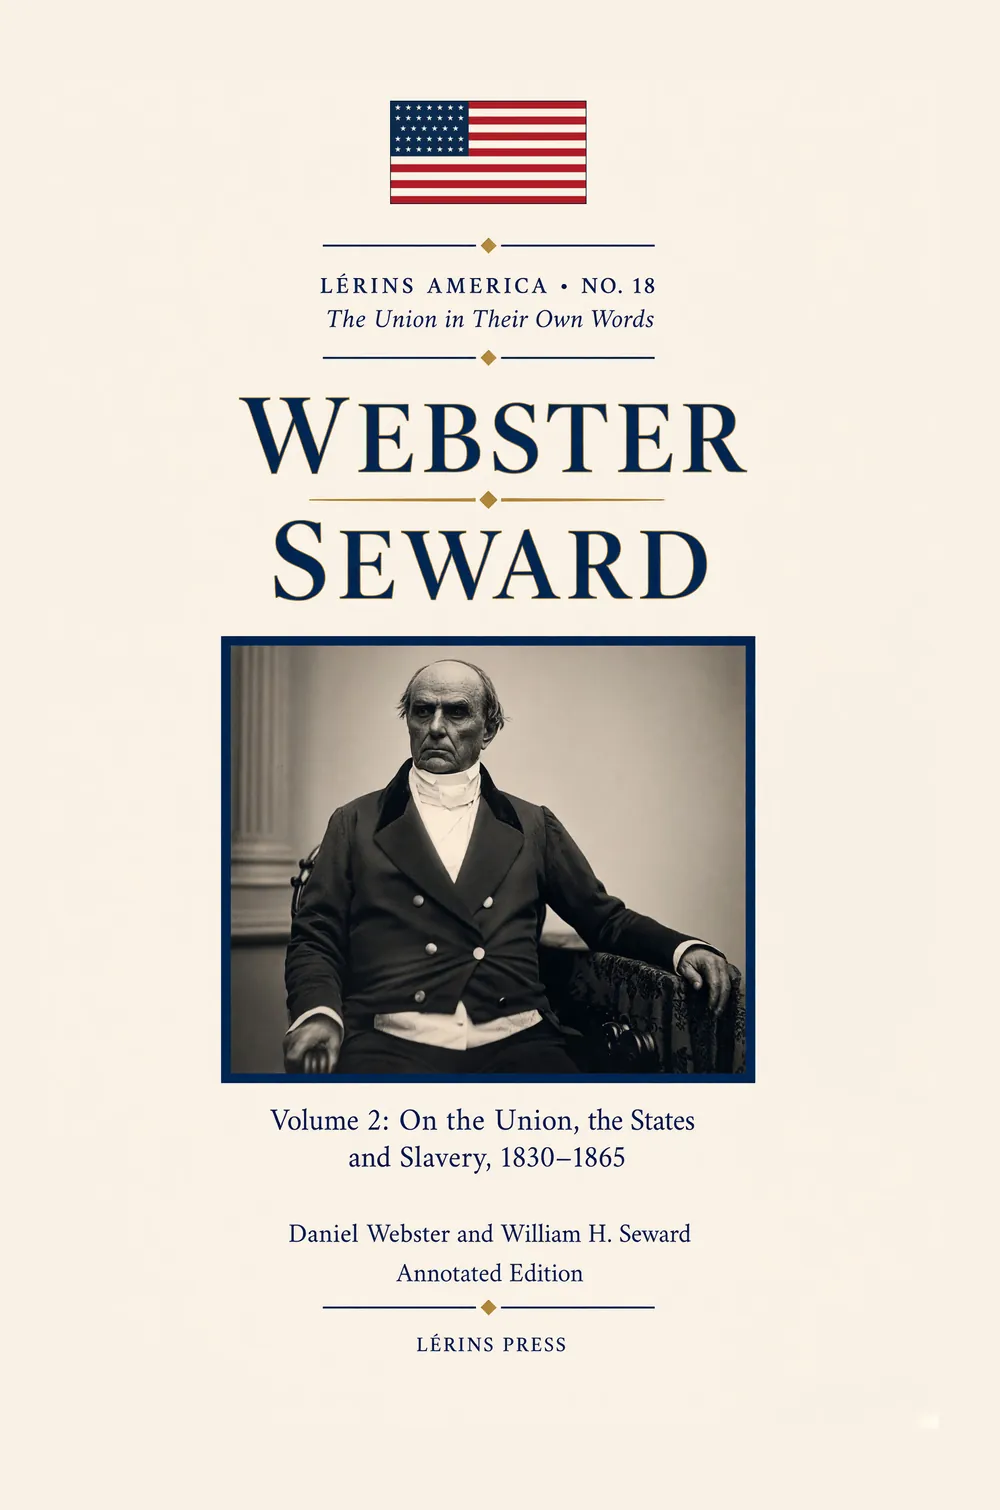 LÉRINS AMERICA • NO. 18
The Union in Their Own Words
WEBSTER
SEWARD
Volume 2: On the Union, the States
and Slavery, 1830–1865
Daniel Webster and William H. Seward
Annotated Edition
LÉRINS PRESS